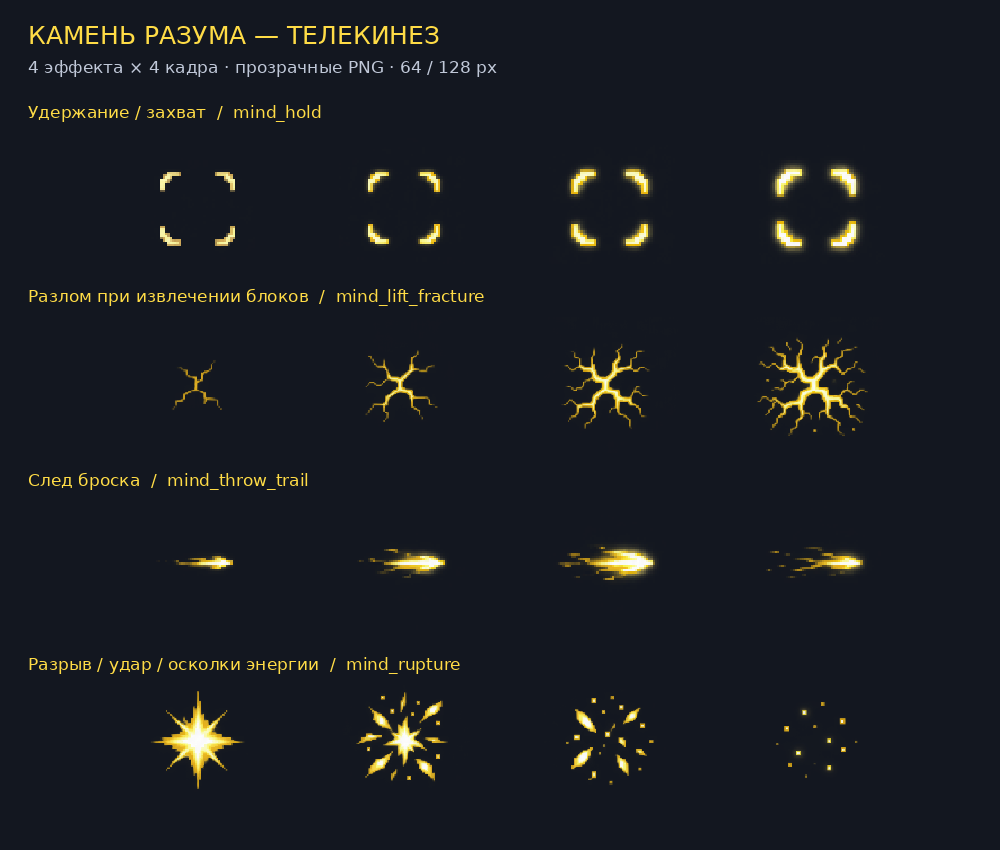 КАМЕНЬ РАЗУМА — ТЕЛЕКИНЕЗ
4 эффекта × 4 кадра · прозрачные PNG · 64 / 128 px
Удержание / захват / mind_hold
Разлом при извлечении блоков / mind_lift_fracture
След броска / mind_throw_trail
Разрыв / удар / осколки энергии / mind_rupture